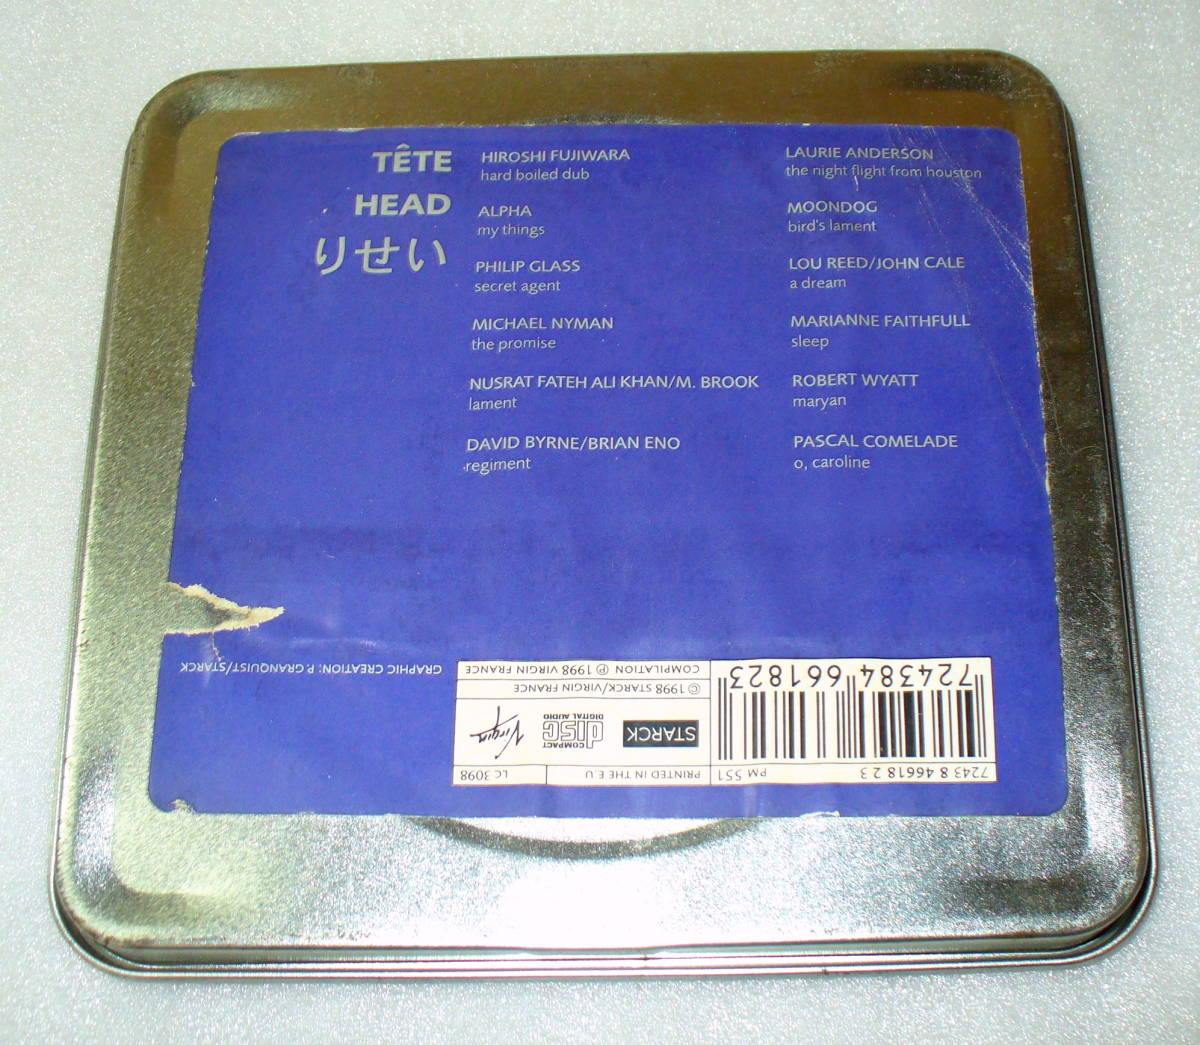 TÊTE
HEAD
りせい
HIROSHI FUJIWARA
hard boiled dub
ALPHA
my things
PHILIP GLASS
secret agent
MICHAEL NYMAN
the promise
NUSRAT FATEH ALI KHAN/M. BROOK
lament
DAVID BYRNE/BRIAN ENO
regiment
LAURIE ANDERSON
the night flight from houston
MOONDOG
bird's lament
LOU REED/JOHN CALE
a dream
MARIANNE FAITHFULL
sleep
ROBERT WYATT
maryan
PASCAL COMELADE
o, caroline
7243 8 46618 2 3
PM 551
PRINTED IN THE E.U
LC 3098
STARCK
COMPACT
disc
DIGITAL AUDIO
Virgin
© 1998 STARCK/VIRGIN FRANCE
COMPILATION ℗ 1998 VIRGIN FRANCE
7 24384 661823
GRAPHIC CREATION: P. GRANQUIST/STARCK